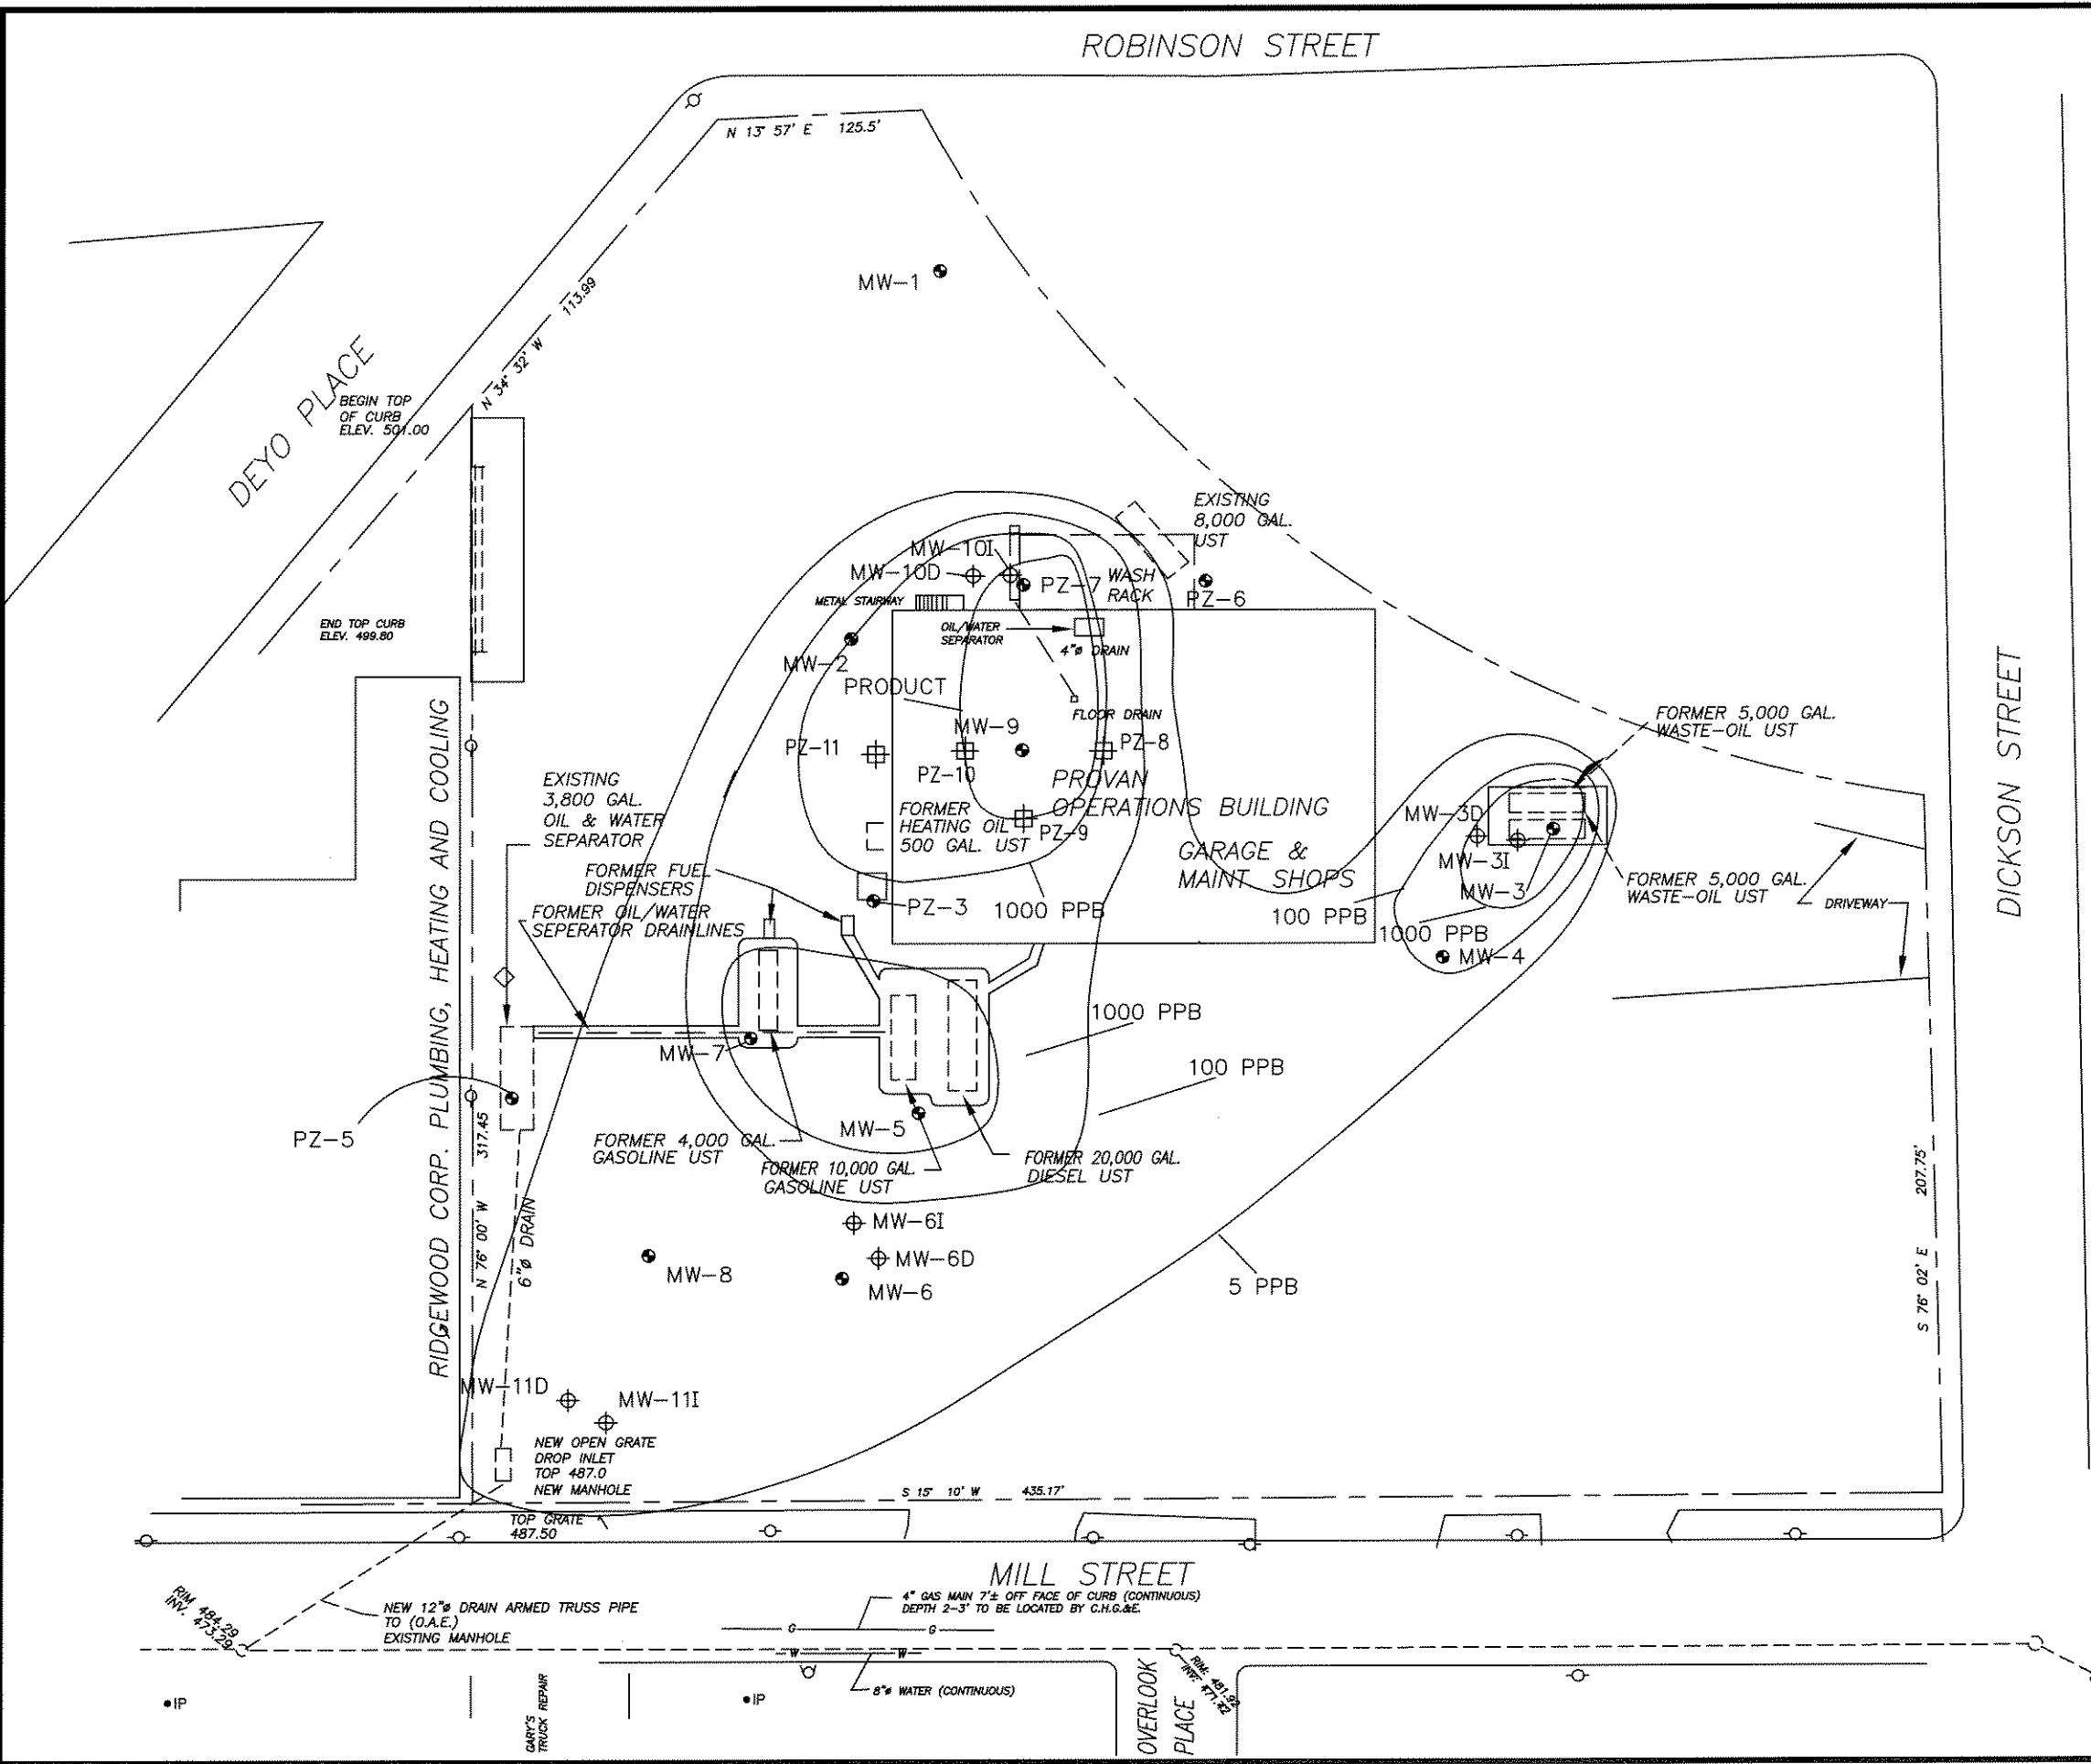 ROBINSON STREET
N 13° 57' E 125.5'
MW-1
N 34° 32' W 113.99
DEYO PLACE
BEGIN TOP
OF CURB
ELEV. 501.00
EXISTING
8,000 GAL.
UST
MW-10I
MW-10D
PZ-7
WASH
RACK
PZ-6
METAL STAIRWAY
END TOP CURB
ELEV. 499.80
OIL/WATER
SEPARATOR
4"ø DRAIN
MW-2
PRODUCT
FLOOR DRAIN
MW-9
PZ-11
PZ-8
PZ-10
PROVAN
OPERATIONS BUILDING
FORMER
HEATING OIL
500 GAL. UST
PZ-9
GARAGE &
MAINT. SHOPS
FORMER 5,000 GAL.
WASTE-OIL UST
DICKSON STREET
MW-3D
MW-3I
MW-3
FORMER 5,000 GAL.
WASTE-OIL UST
DRIVEWAY
EXISTING
3,800 GAL.
OIL & WATER
SEPARATOR
FORMER FUEL
DISPENSERS
FORMER OIL/WATER
SEPERATOR DRAINLINES
PZ-3
1000 PPB
100 PPB
1000 PPB
MW-4
RIDGEWOOD CORP. PLUMBING, HEATING AND COOLING
1000 PPB
MW-7
100 PPB
PZ-5
MW-5
FORMER 4,000 GAL.
GASOLINE UST
FORMER 10,000 GAL.
GASOLINE UST
FORMER 20,000 GAL.
DIESEL UST
N 76° 00' W 317.45
6"ø DRAIN
MW-6I
MW-6D
MW-8
MW-6
5 PPB
S 76° 02' E 207.75'
MW-11D
MW-11I
NEW OPEN GRATE
DROP INLET
TOP 487.0
NEW MANHOLE
S 15° 10' W 435.17'
TOP GRATE
487.50
MILL STREET
4" GAS MAIN 7'± OFF FACE OF CURB (CONTINUOUS)
DEPTH 2-3' TO BE LOCATED BY C.H.G.&E.
RIM 484.29
INV. 473.29
NEW 12"ø DRAIN ARMED TRUSS PIPE
TO (O.A.E.)
EXISTING MANHOLE
G G
W W
8"ø WATER (CONTINUOUS)
IP
GARY'S
TRUCK REPAIR
IP
OVERLOOK
PLACE
RIM: 481.92
INV: 471.42